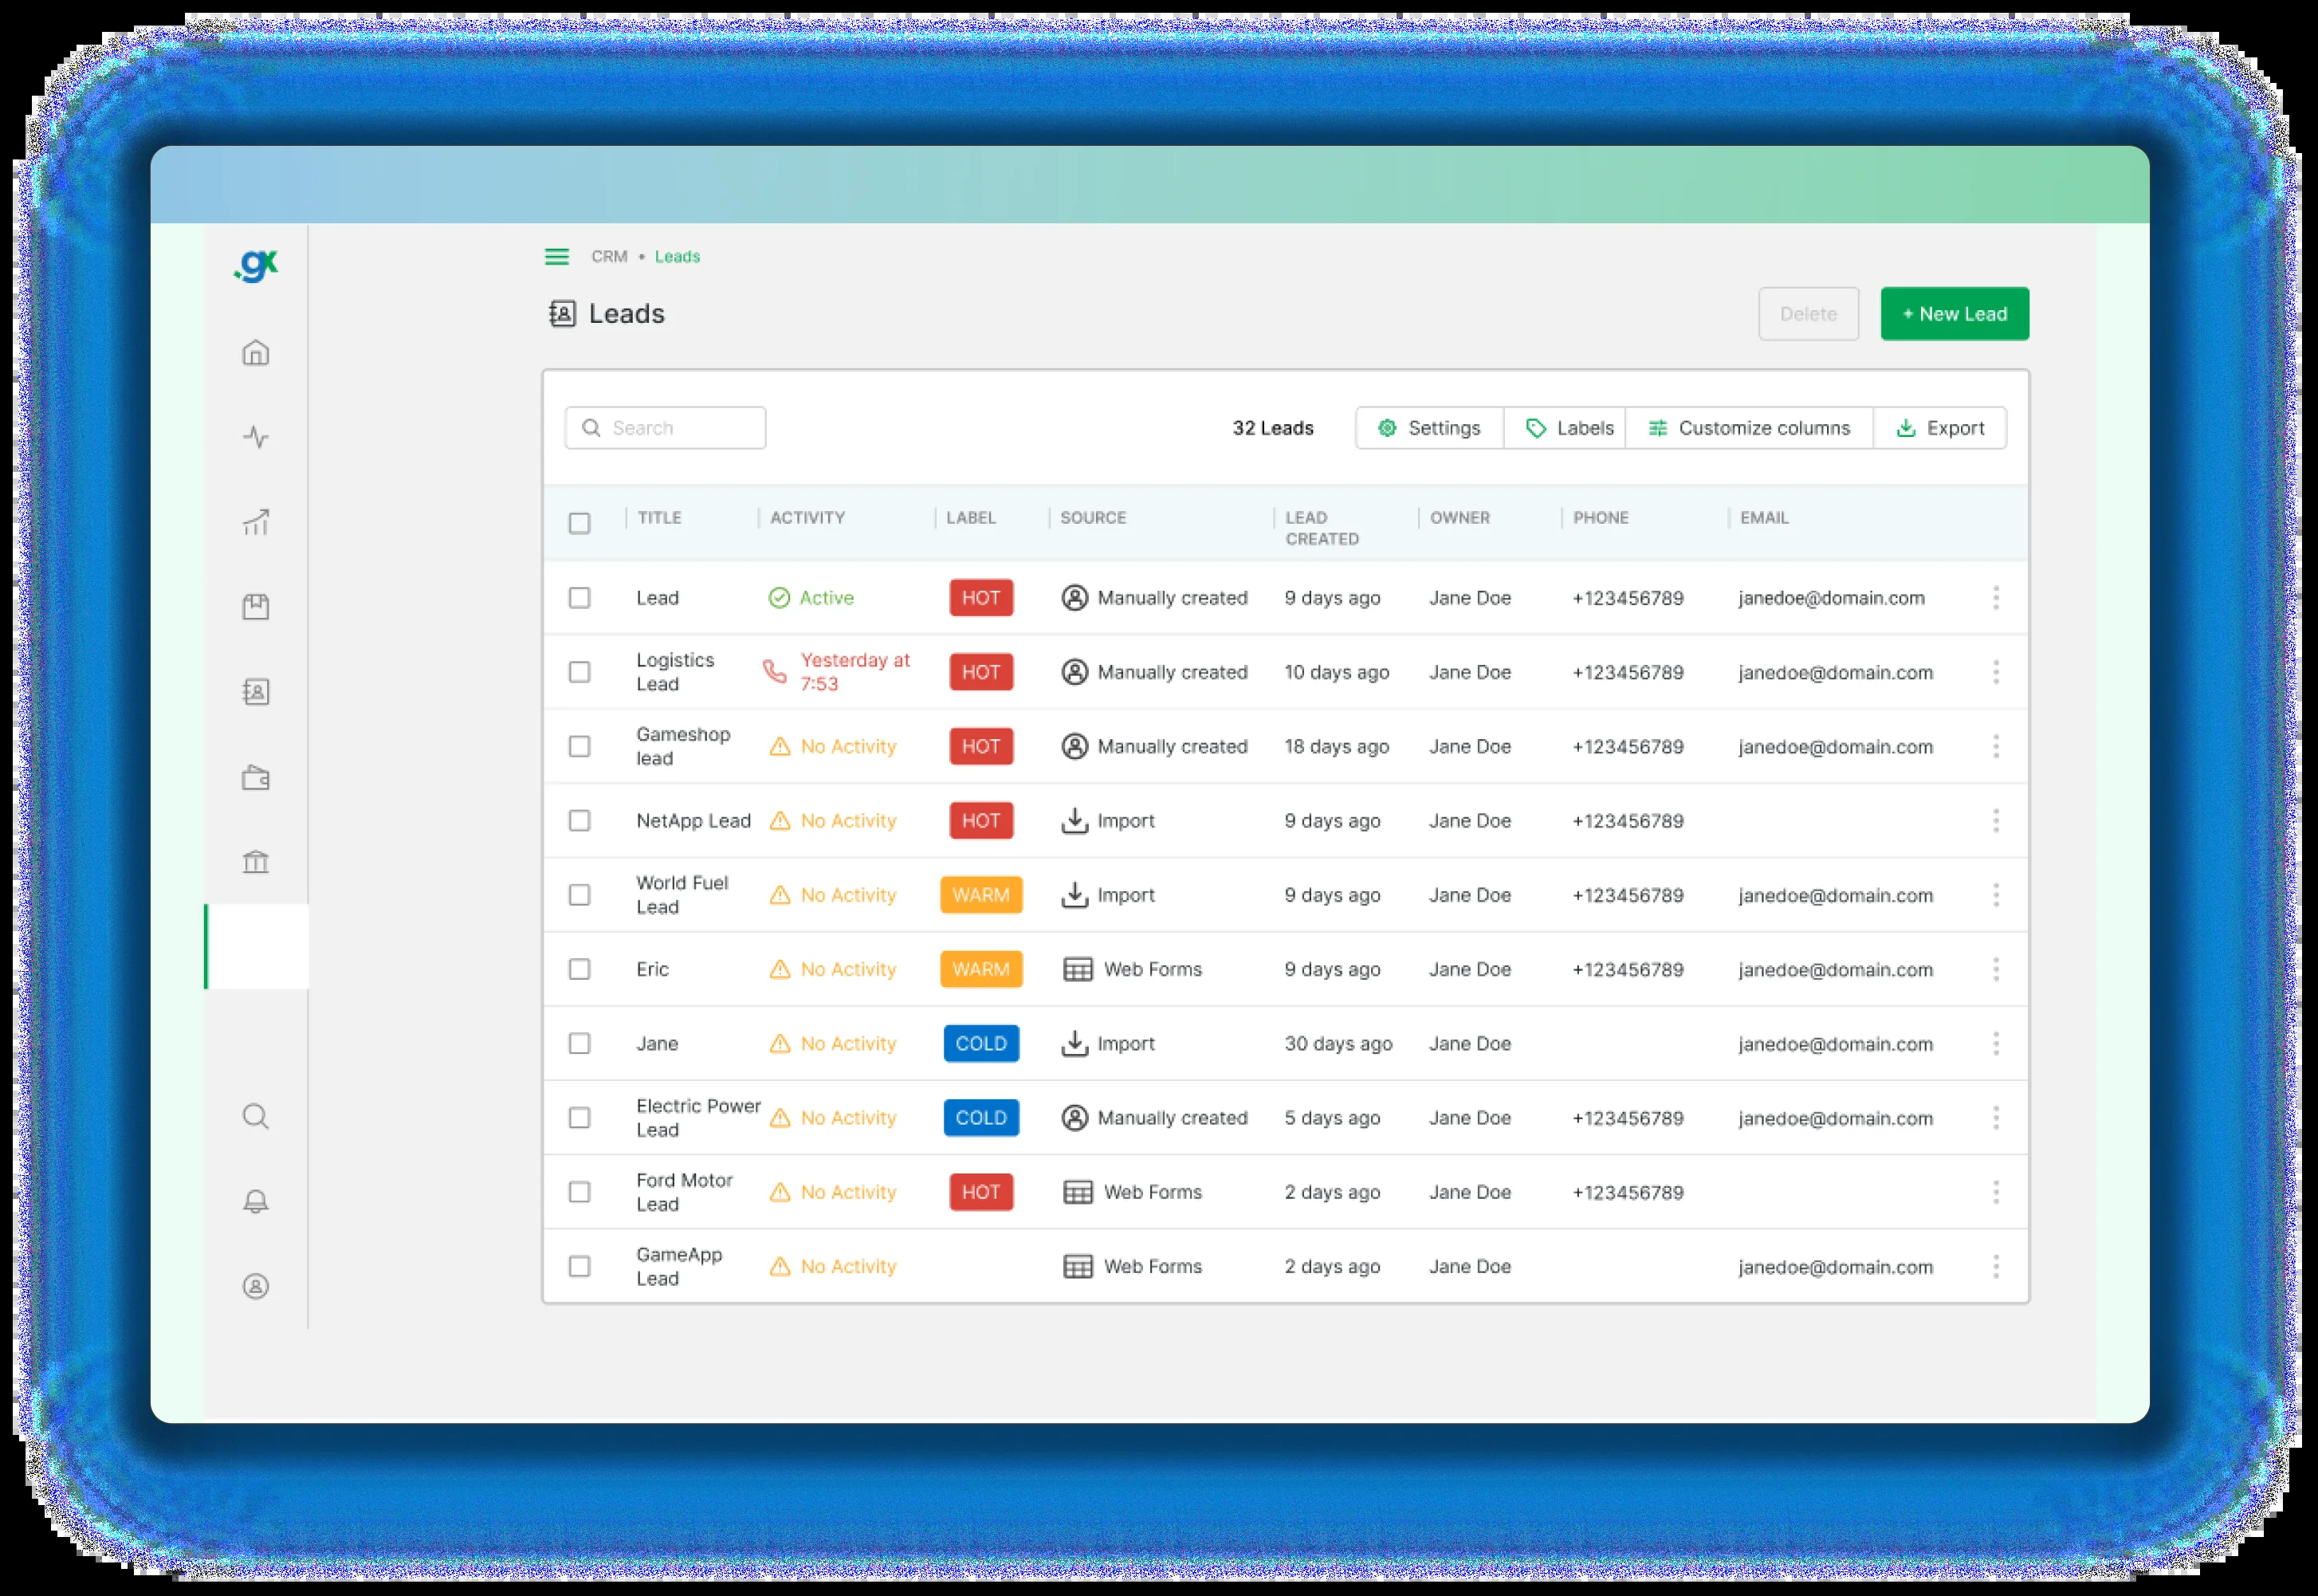 .gx
CRM • Leads
Leads
Delete
+ New Lead
Search
32 Leads
Settings
Labels
Customize columns
Export
TITLE ACTIVITY LABEL SOURCE LEAD CREATED OWNER PHONE EMAIL
Lead Active HOT Manually created 9 days ago Jane Doe +123456789 janedoe@domain.com
Logistics Lead Yesterday at 7:53 HOT Manually created 10 days ago Jane Doe +123456789 janedoe@domain.com
Gameshop lead No Activity HOT Manually created 18 days ago Jane Doe +123456789 janedoe@domain.com
NetApp Lead No Activity HOT Import 9 days ago Jane Doe +123456789
World Fuel Lead No Activity WARM Import 9 days ago Jane Doe +123456789 janedoe@domain.com
Eric No Activity WARM Web Forms 9 days ago Jane Doe +123456789 janedoe@domain.com
Jane No Activity COLD Import 30 days ago Jane Doe janedoe@domain.com
Electric Power Lead No Activity COLD Manually created 5 days ago Jane Doe +123456789 janedoe@domain.com
Ford Motor Lead No Activity HOT Web Forms 2 days ago Jane Doe +123456789
GameApp Lead No Activity Web Forms 2 days ago Jane Doe janedoe@domain.com